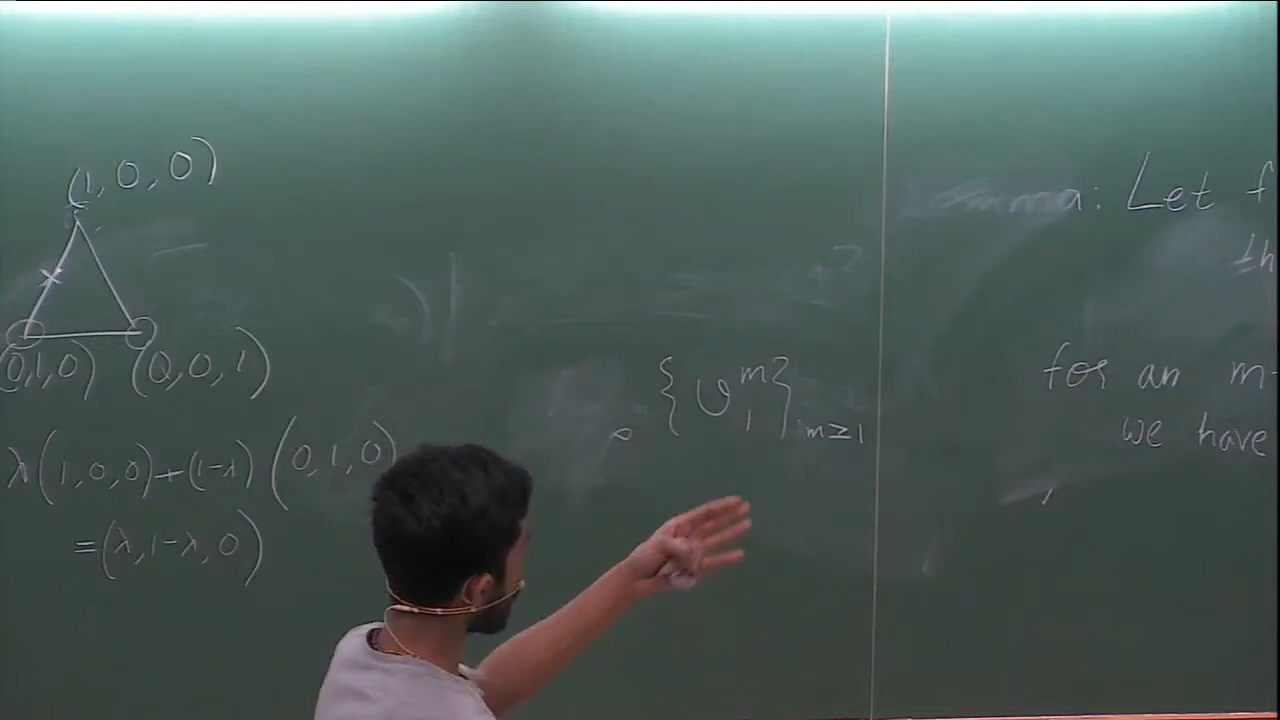 (1, 0, 0)
(0,1,0) (0, 0, 1)
λ(1,0,0)+(1-λ)(0,1,0)
=(λ,1-λ,0)
{v_1^m}_{m≥1}
Lemma: Let f
th
for an m-
we have